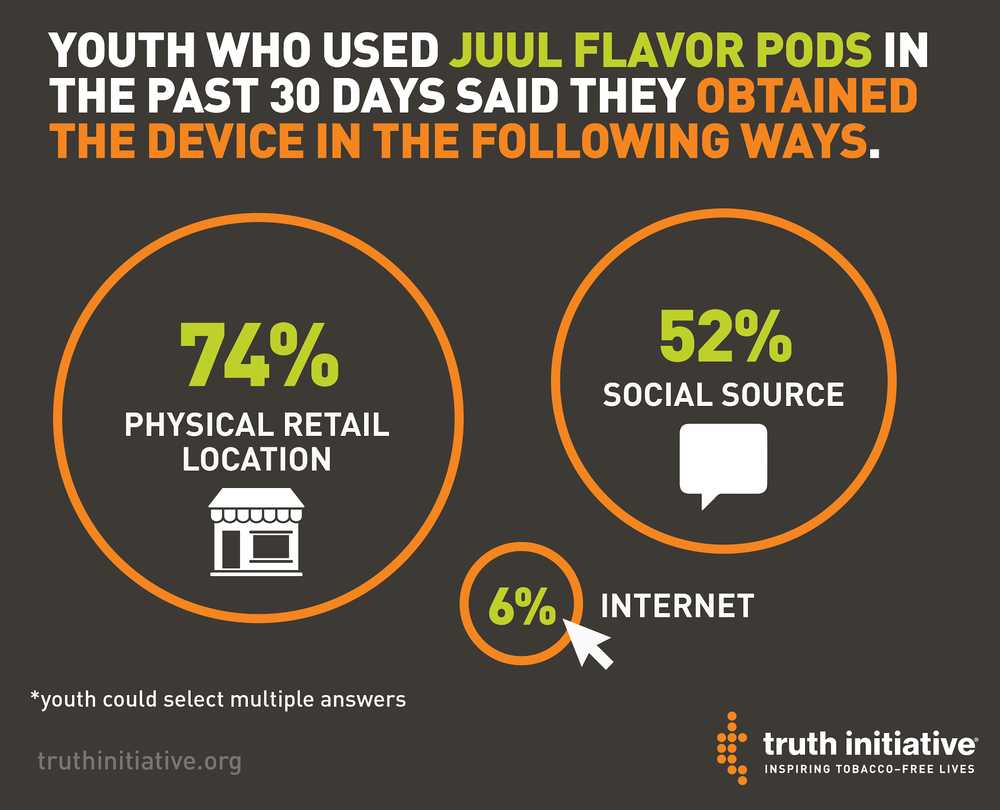 YOUTH WHO USED JUUL FLAVOR PODS IN
THE PAST 30 DAYS SAID THEY OBTAINED
THE DEVICE IN THE FOLLOWING WAYS.
74%
PHYSICAL RETAIL
LOCATION
52%
SOCIAL SOURCE
6%
INTERNET
*youth could select multiple answers
truthinitiative.org
truth initiative®
INSPIRING TOBACCO-FREE LIVES